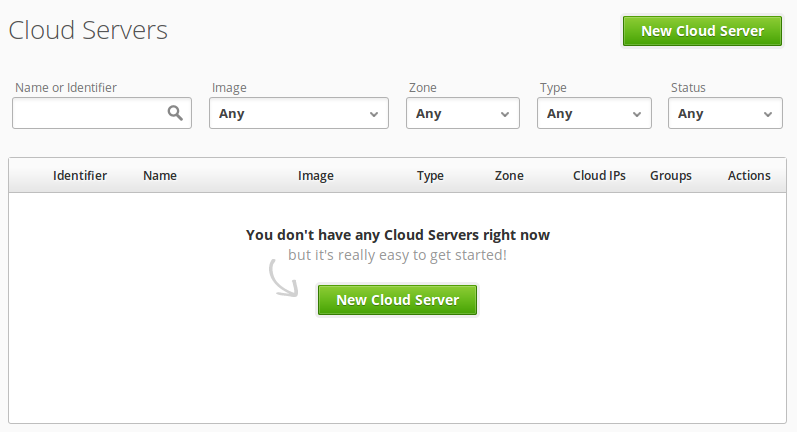 Cloud Servers New Cloud Server
Name or Identifier Image Zone Type Status
Any Any Any Any
Identifier Name Image Type Zone Cloud IPs Groups Actions
You don't have any Cloud Servers right now
but it's really easy to get started!
New Cloud Server